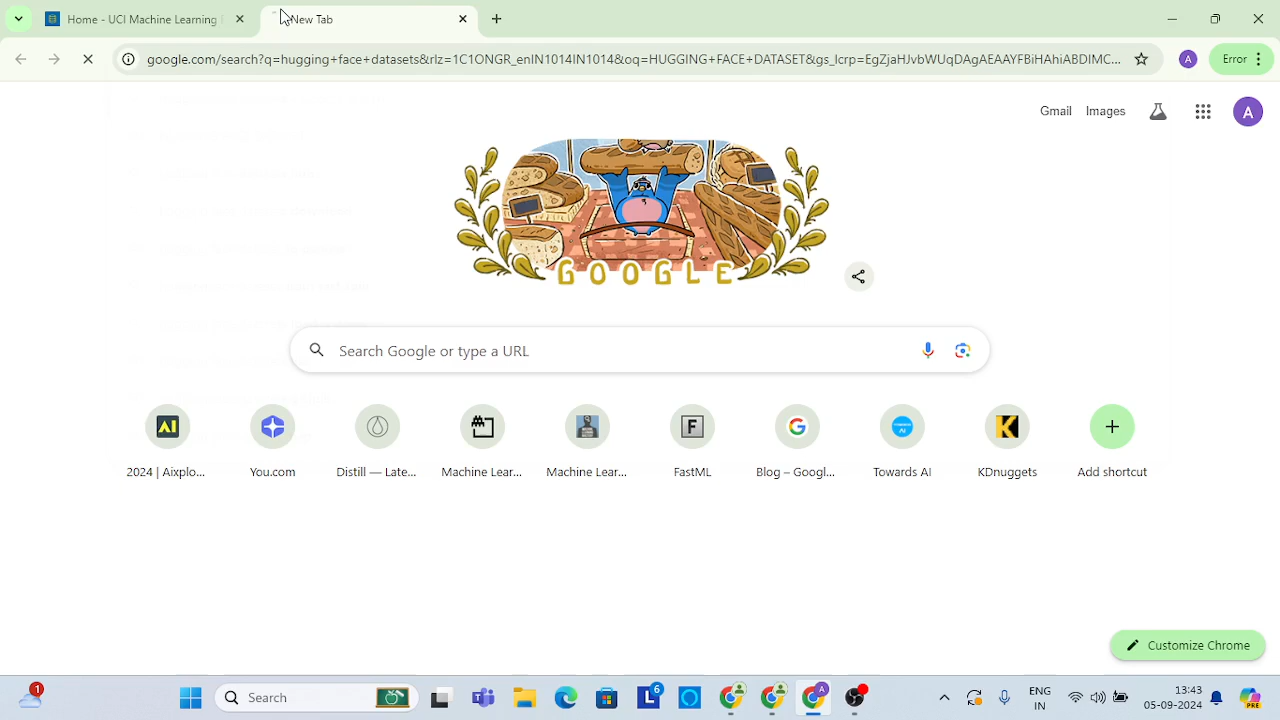 Home - UCI Machine Learning
New Tab
google.com/search?q=hugging+face+datasets&rlz=1C1ONGR_enIN1014IN1014&oq=HUGGING+FACE+DATASET&gs_lcrp=EgZjaHJvbWUqDAgAEAAYFBiHAhiABDIMC...
Error
Gmail Images A
GOOGLE
Search Google or type a URL
2024 | Aixplo... You.com Distill — Late... Machine Lear... Machine Lear... FastML Blog – Googl... Towards AI KDnuggets Add shortcut
Customize Chrome
1 Search 6 ENG IN 13:43 05-09-2024 PRE